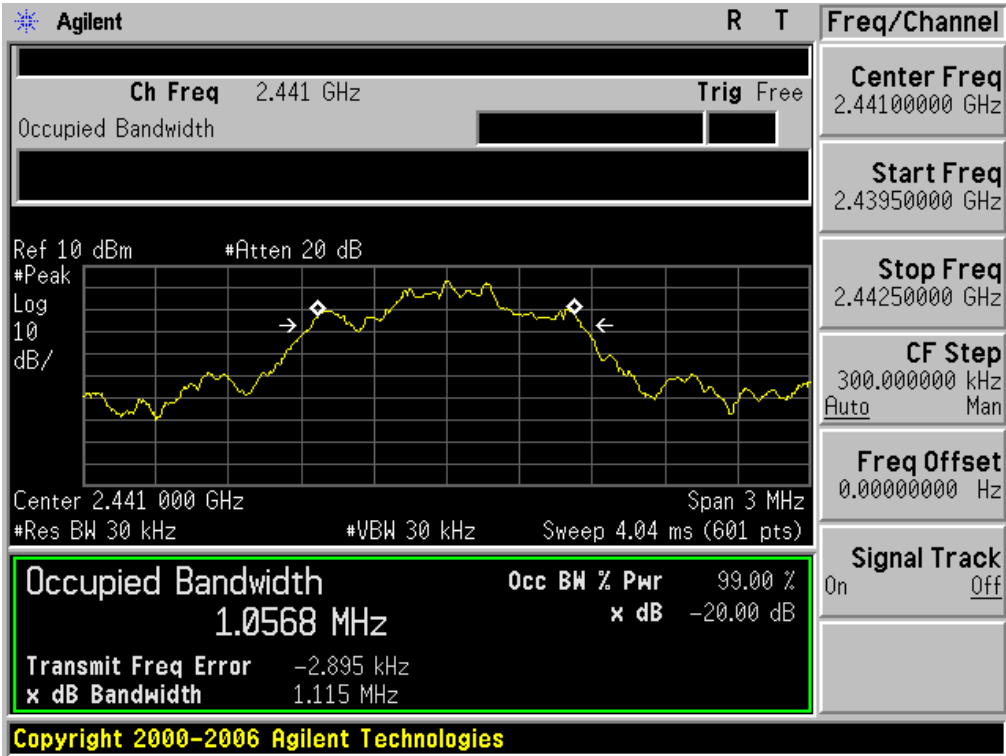 Agilent R T
Freq/Channel
Ch Freq 2.441 GHz Trig Free
Occupied Bandwidth
Center Freq
2.44100000 GHz
Start Freq
2.43950000 GHz
Stop Freq
2.44250000 GHz
CF Step
300.000000 kHz
Auto Man
Freq Offset
0.00000000 Hz
Signal Track
On Off
Ref 10 dBm #Atten 20 dB
#Peak
Log
10
dB/
Center 2.441 000 GHz Span 3 MHz
#Res BW 30 kHz #VBW 30 kHz Sweep 4.04 ms (601 pts)
Occupied Bandwidth
1.0568 MHz
Occ BW % Pwr 99.00 %
x dB -20.00 dB
Transmit Freq Error -2.895 kHz
x dB Bandwidth 1.115 MHz
Copyright 2000-2006 Agilent Technologies